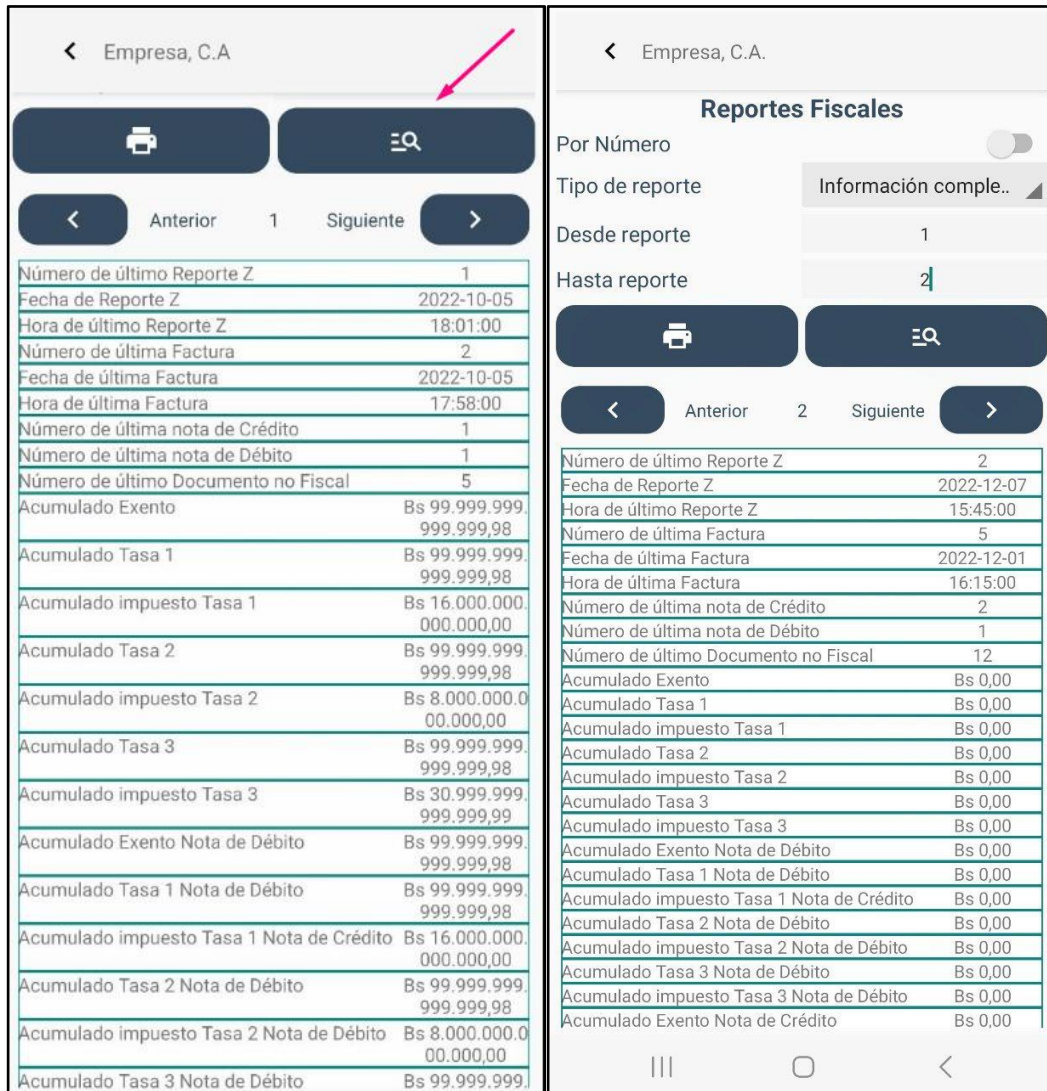 Empresa, C.A
Anterior 1 Siguiente
Número de último Reporte Z 1
Fecha de Reporte Z 2022-10-05
Hora de último Reporte Z 18:01:00
Número de última Factura 2
Fecha de última Factura 2022-10-05
Hora de última Factura 17:58:00
Número de última nota de Crédito 1
Número de última nota de Débito 1
Número de último Documento no Fiscal 5
Acumulado Exento Bs 99.999.999.
999.999,98
Acumulado Tasa 1 Bs 99.999.999.
999.999,98
Acumulado impuesto Tasa 1 Bs 16.000.000.
000.000,00
Acumulado Tasa 2 Bs 99.999.999.
999.999,98
Acumulado impuesto Tasa 2 Bs 8.000.000.0
00.000,00
Acumulado Tasa 3 Bs 99.999.999.
999.999,98
Acumulado impuesto Tasa 3 Bs 30.999.999.
999.999,99
Acumulado Exento Nota de Débito Bs 99.999.999.
999.999,98
Acumulado Tasa 1 Nota de Débito Bs 99.999.999.
999.999,98
Acumulado impuesto Tasa 1 Nota de Crédito Bs 16.000.000.
000.000,00
Acumulado Tasa 2 Nota de Débito Bs 99.999.999.
999.999,98
Acumulado impuesto Tasa 2 Nota de Débito Bs 8.000.000.0
00.000,00
Acumulado Tasa 3 Nota de Débito Bs 99.999.999.
Empresa, C.A.
Reportes Fiscales
Por Número
Tipo de reporte Información comple..
Desde reporte 1
Hasta reporte 2
Anterior 2 Siguiente
Número de último Reporte Z 2
Fecha de Reporte Z 2022-12-07
Hora de último Reporte Z 15:45:00
Número de última Factura 5
Fecha de última Factura 2022-12-01
Hora de última Factura 16:15:00
Número de última nota de Crédito 2
Número de última nota de Débito 1
Número de último Documento no Fiscal 12
Acumulado Exento Bs 0,00
Acumulado Tasa 1 Bs 0,00
Acumulado impuesto Tasa 1 Bs 0,00
Acumulado Tasa 2 Bs 0,00
Acumulado impuesto Tasa 2 Bs 0,00
Acumulado Tasa 3 Bs 0,00
Acumulado impuesto Tasa 3 Bs 0,00
Acumulado Exento Nota de Débito Bs 0,00
Acumulado Tasa 1 Nota de Débito Bs 0,00
Acumulado impuesto Tasa 1 Nota de Crédito Bs 0,00
Acumulado Tasa 2 Nota de Débito Bs 0,00
Acumulado impuesto Tasa 2 Nota de Débito Bs 0,00
Acumulado Tasa 3 Nota de Débito Bs 0,00
Acumulado impuesto Tasa 3 Nota de Débito Bs 0,00
Acumulado Exento Nota de Crédito Bs 0,00